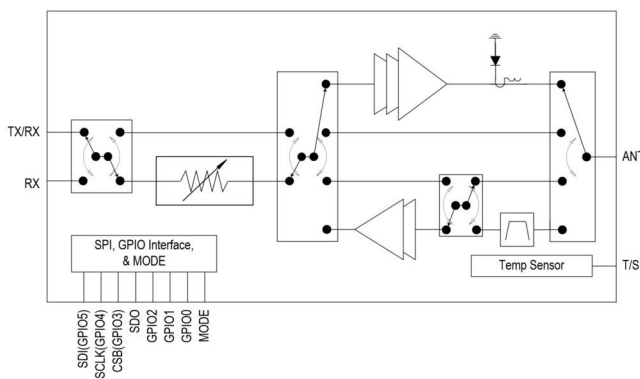 TX/RX
RX
ANT
SPI, GPIO Interface,
& MODE
Temp Sensor
T/S
SDI(GPIO5)
SCLK(GPIO4)
CSB(GPIO3)
SDO
GPIO2
GPIO1
GPIO0
MODE